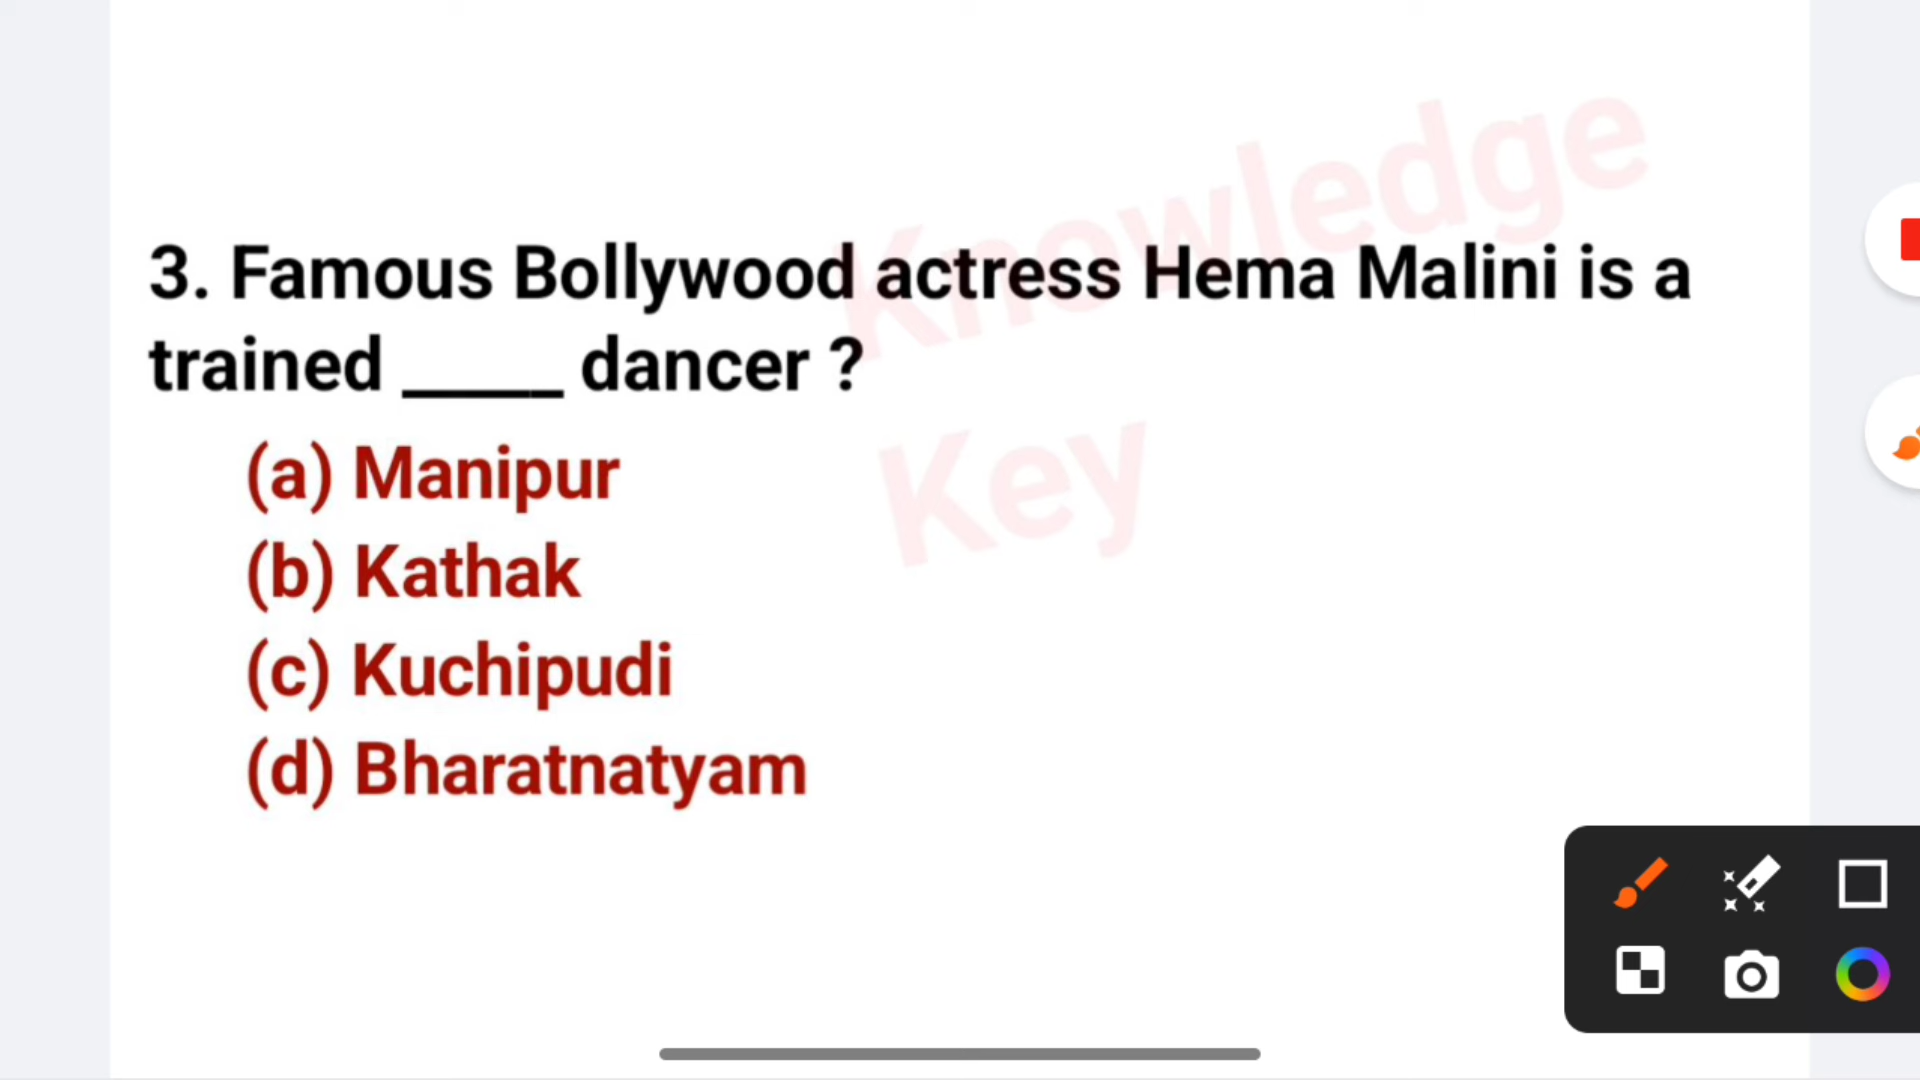 Knowledge
Key
3. Famous Bollywood actress Hema Malini is a
trained _____ dancer ?
(a) Manipur
(b) Kathak
(c) Kuchipudi
(d) Bharatnatyam